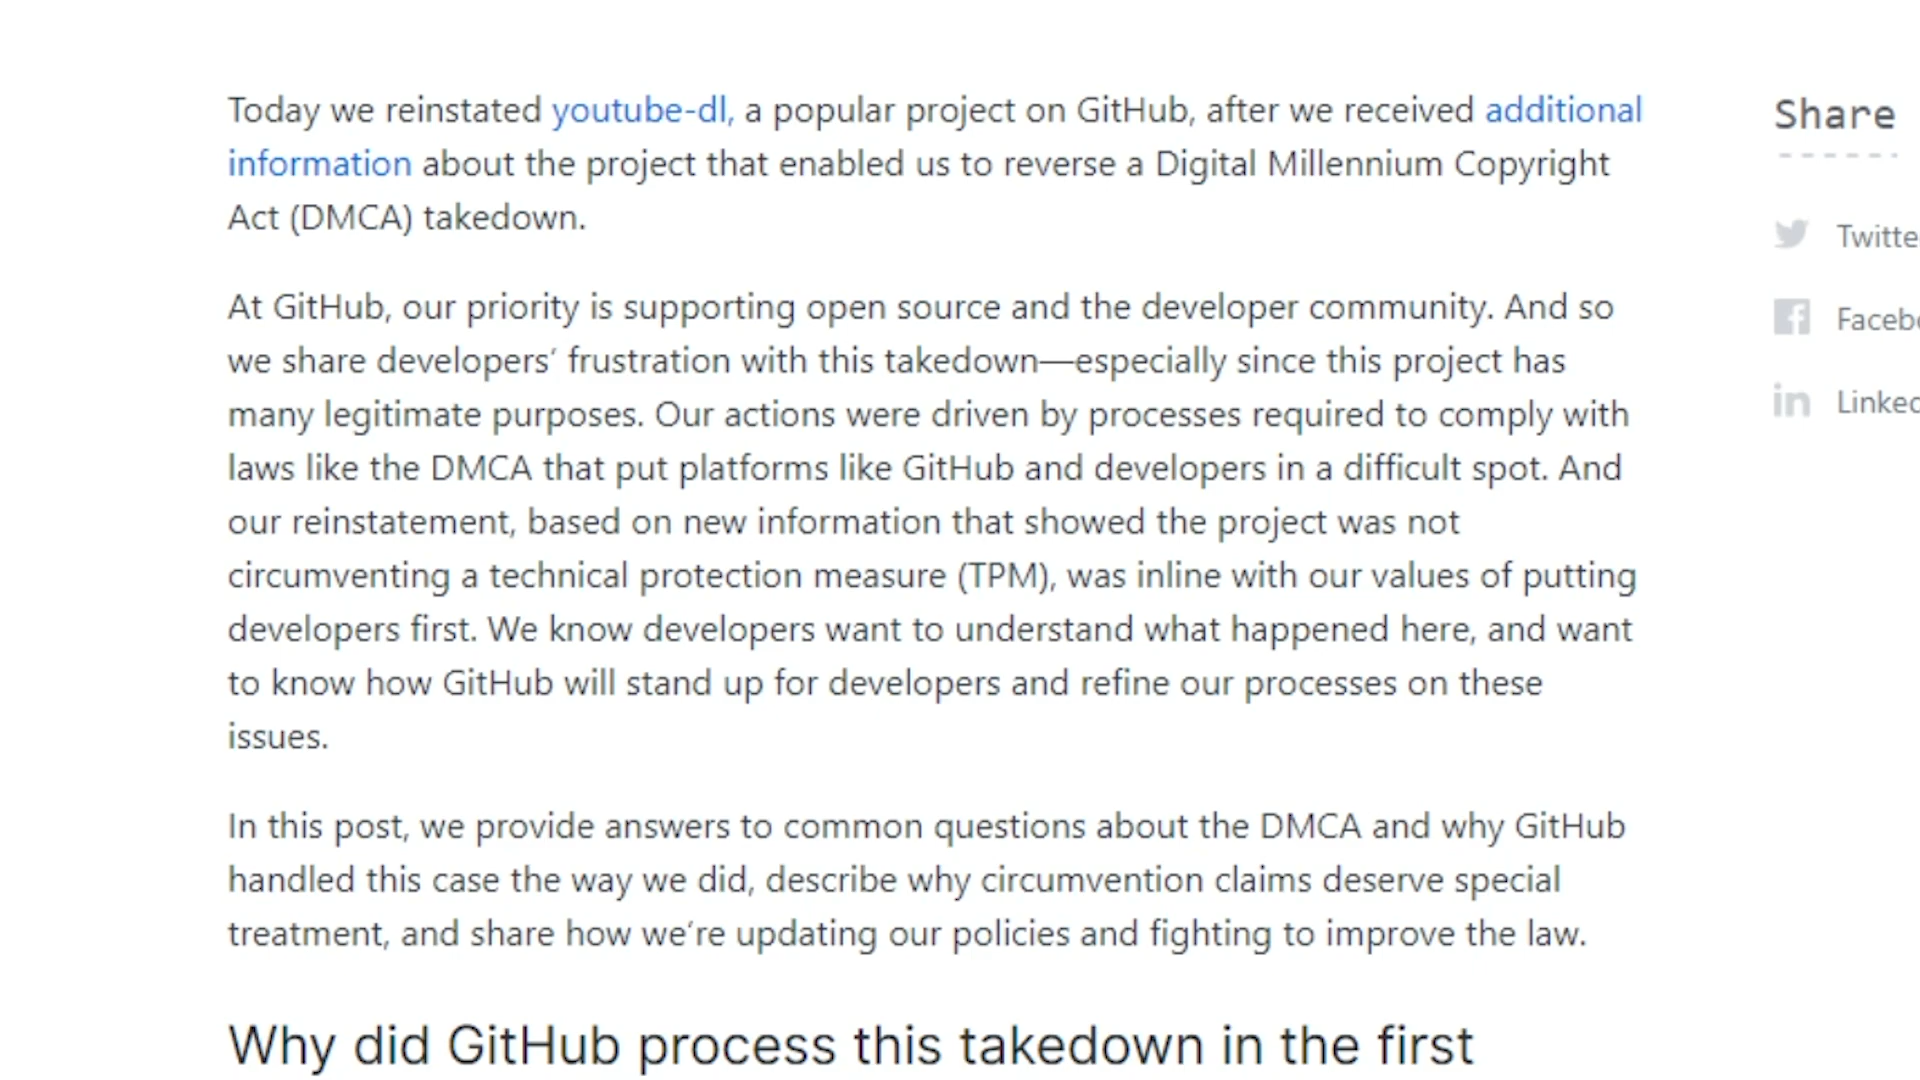 Today we reinstated youtube-dl, a popular project on GitHub, after we received additional
information about the project that enabled us to reverse a Digital Millennium Copyright
Act (DMCA) takedown.
At GitHub, our priority is supporting open source and the developer community. And so
we share developers’ frustration with this takedown—especially since this project has
many legitimate purposes. Our actions were driven by processes required to comply with
laws like the DMCA that put platforms like GitHub and developers in a difficult spot. And
our reinstatement, based on new information that showed the project was not
circumventing a technical protection measure (TPM), was inline with our values of putting
developers first. We know developers want to understand what happened here, and want
to know how GitHub will stand up for developers and refine our processes on these
issues.
In this post, we provide answers to common questions about the DMCA and why GitHub
handled this case the way we did, describe why circumvention claims deserve special
treatment, and share how we’re updating our policies and fighting to improve the law.
Why did GitHub process this takedown in the first
Share
Twitte
Facebo
Linked